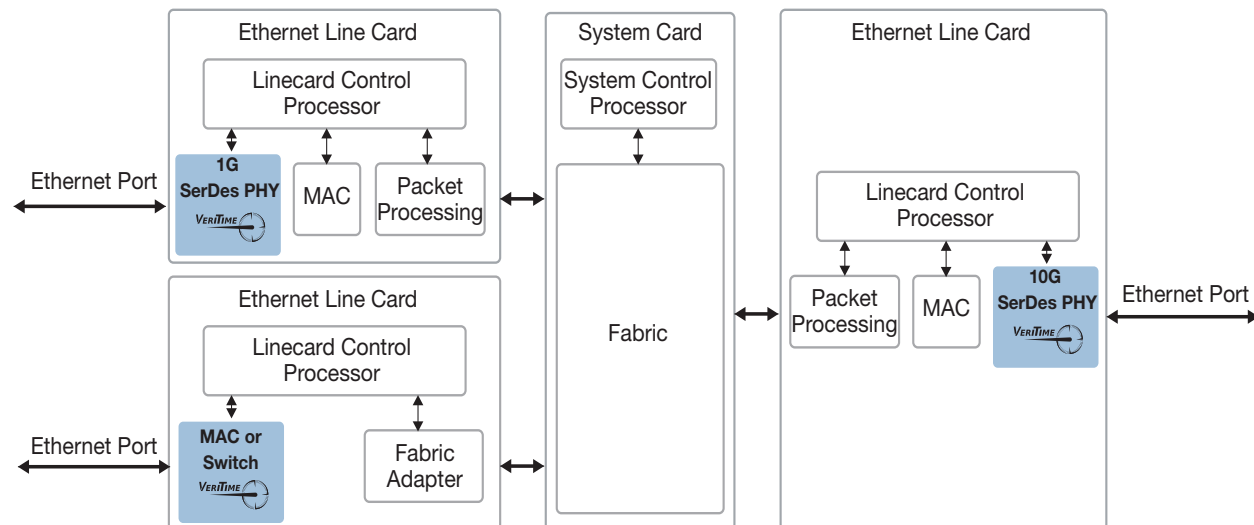 Ethernet Line Card
Linecard Control
Processor
1G
SerDes PHY
VERITIME
MAC
Packet
Processing
Ethernet Port
Ethernet Line Card
Linecard Control
Processor
MAC or
Switch
VERITIME
Fabric
Adapter
Ethernet Port
System Card
System Control
Processor
Fabric
Ethernet Line Card
Linecard Control
Processor
Packet
Processing
MAC
10G
SerDes PHY
VERITIME
Ethernet Port